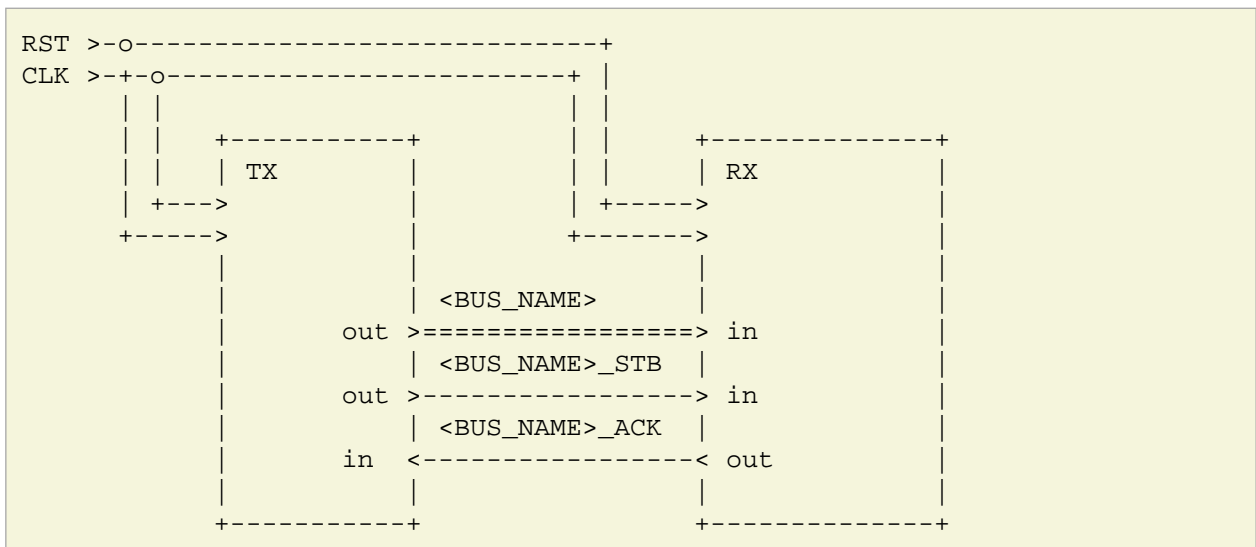 RST >-o-----------------------------+
CLK >-+-o-------------------------+ |
      | |                         | |
      | |   +-----------+         | |     +--------------+
      | |   | TX        |         | |     | RX           |
      | +--->           |         | +----->              |
      +----->           |         +------->              |
            |           |                 |              |
            |           | <BUS_NAME>      |              |
            |       out >=================> in           |
            |           | <BUS_NAME>_STB  |              |
            |       out >-----------------> in           |
            |           | <BUS_NAME>_ACK  |              |
            |       in  <-----------------< out          |
            |           |                 |              |
            +-----------+                 +--------------+